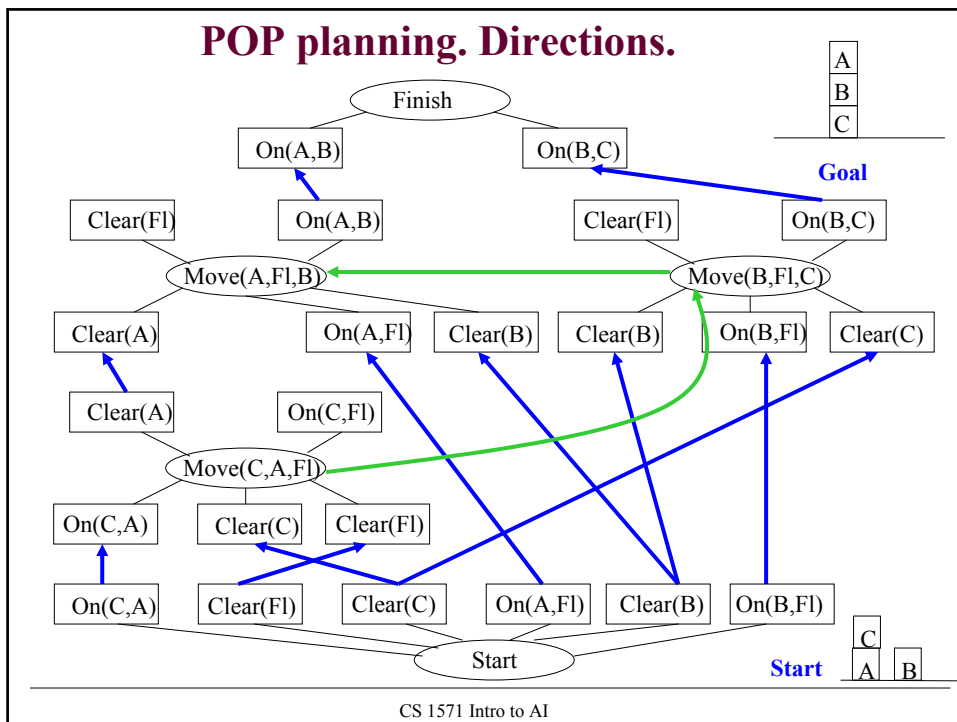 POP planning. Directions.
A
B
C
Finish
On(A,B) On(B,C)
Goal
Clear(Fl) On(A,B) Clear(Fl) On(B,C)
Move(A,Fl,B) Move(B,Fl,C)
Clear(A) On(A,Fl) Clear(B) Clear(B) On(B,Fl) Clear(C)
Clear(A) On(C,Fl)
Move(C,A,Fl)
On(C,A) Clear(C) Clear(Fl)
On(C,A) Clear(Fl) Clear(C) On(A,Fl) Clear(B) On(B,Fl)
C
Start Start A B
CS 1571 Intro to AI